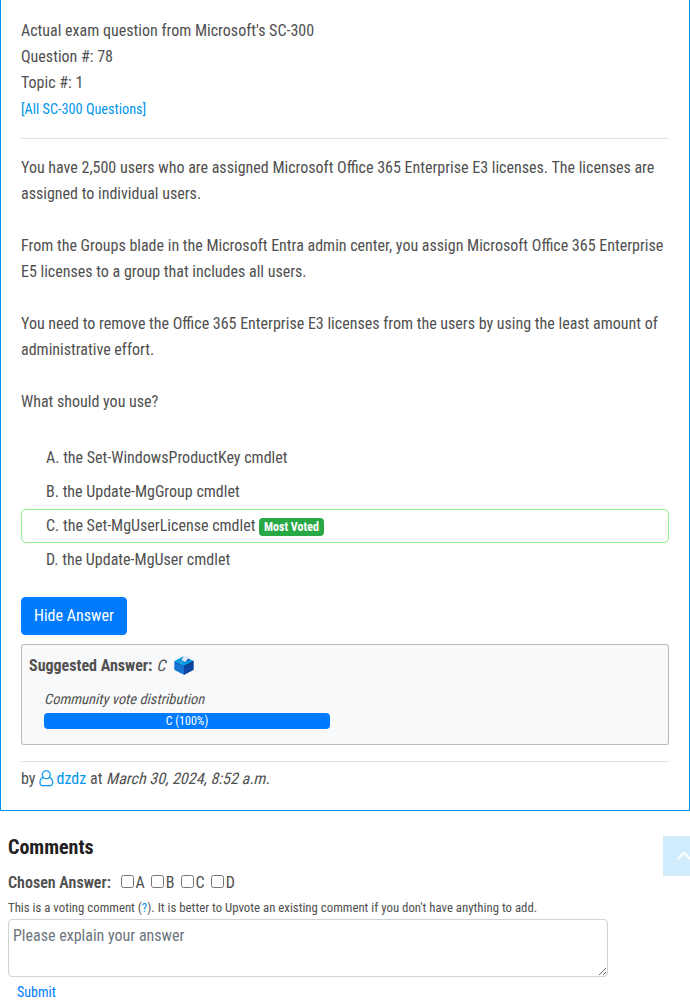 Actual exam question from Microsoft's SC-300
Question #: 78
Topic #: 1
[All SC-300 Questions]
You have 2,500 users who are assigned Microsoft Office 365 Enterprise E3 licenses. The licenses are
assigned to individual users.
From the Groups blade in the Microsoft Entra admin center, you assign Microsoft Office 365 Enterprise
E5 licenses to a group that includes all users.
You need to remove the Office 365 Enterprise E3 licenses from the users by using the least amount of
administrative effort.
What should you use?
A. the Set-WindowsProductKey cmdlet
B. the Update-MgGroup cmdlet
C. the Set-MgUserLicense cmdlet Most Voted
D. the Update-MgUser cmdlet
Hide Answer
Suggested Answer: C
Community vote distribution
C (100%)
by dzdz at March 30, 2024, 8:52 a.m.
Comments
Chosen Answer: A B C D
This is a voting comment (?). It is better to Upvote an existing comment if you don't have anything to add.
Please explain your answer
Submit